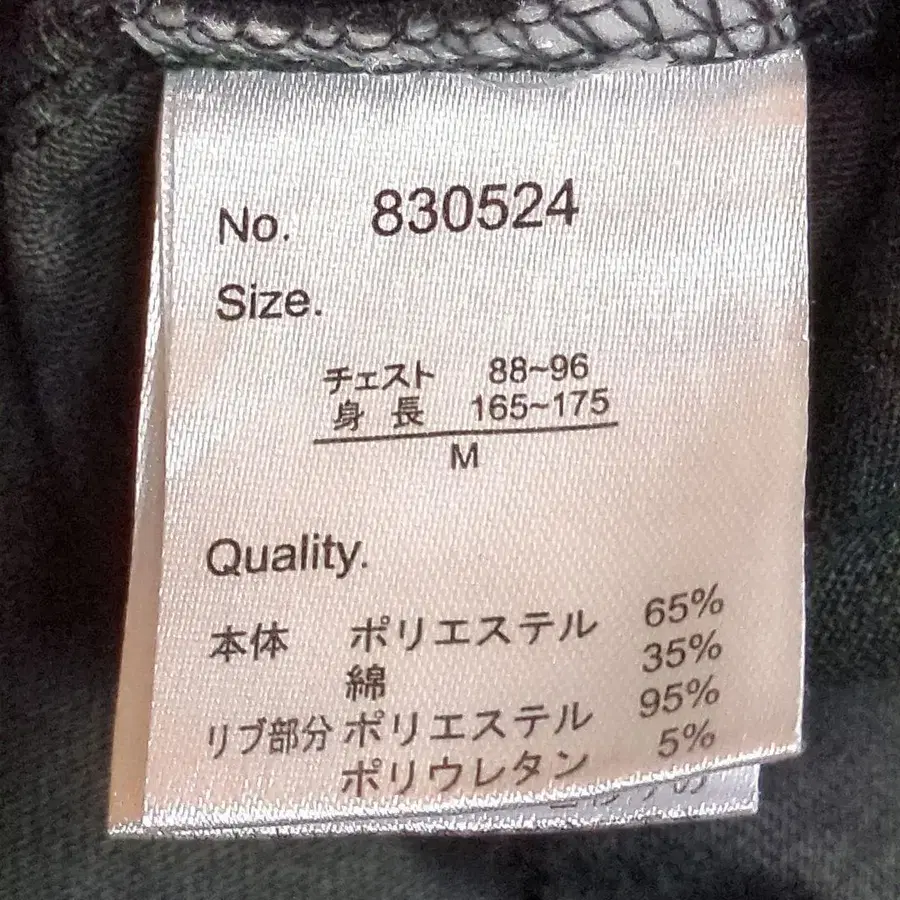 No. 830524
Size.
チェスト 88~96
身長 165~175
M
Quality.
本体 ポリエステル 65%
綿 35%
リブ部分 ポリエステル 95%
ポリウレタン 5%